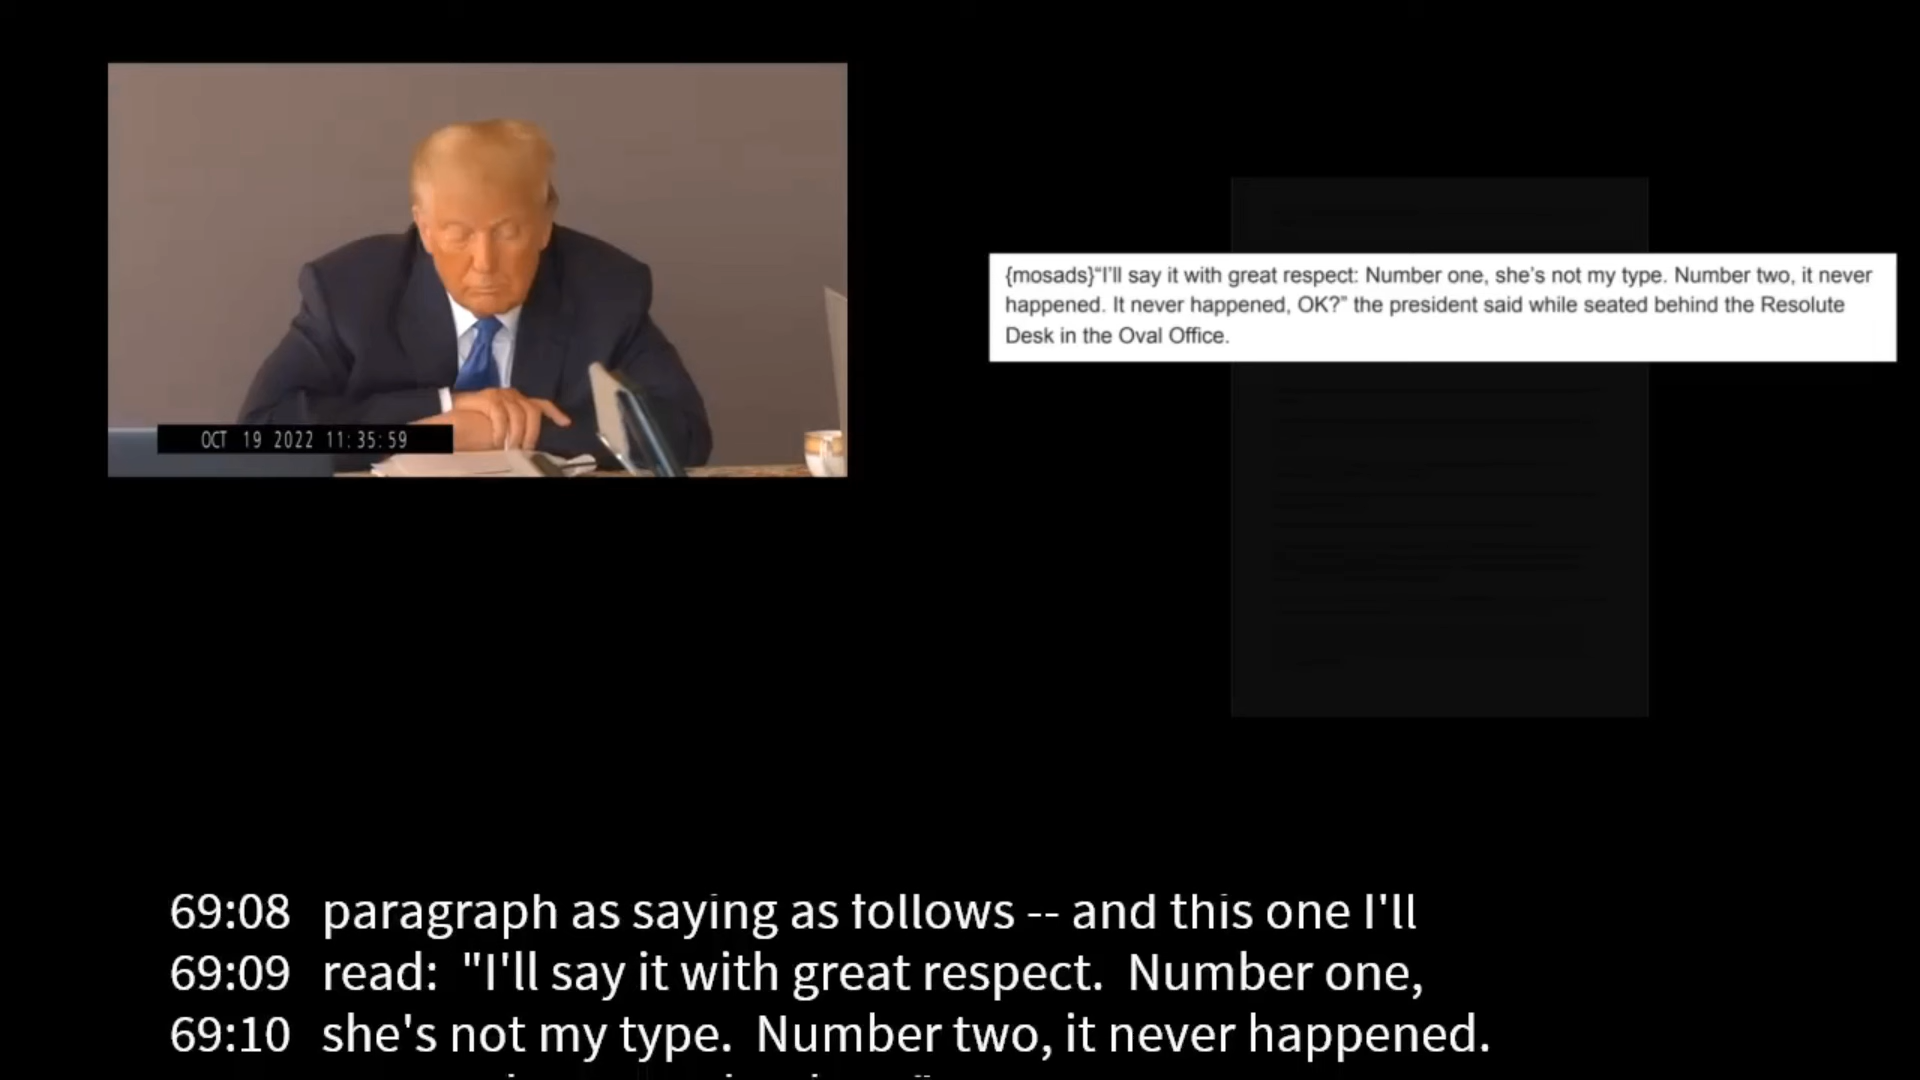 {mosads}“I’ll say it with great respect: Number one, she’s not my type. Number two, it never
happened. It never happened, OK?” the president said while seated behind the Resolute
Desk in the Oval Office.
OCT 19 2022 11:35:59
69:08 paragraph as saying as follows -- and this one I'll
69:09 read: "I'll say it with great respect. Number one,
69:10 she's not my type. Number two, it never happened.